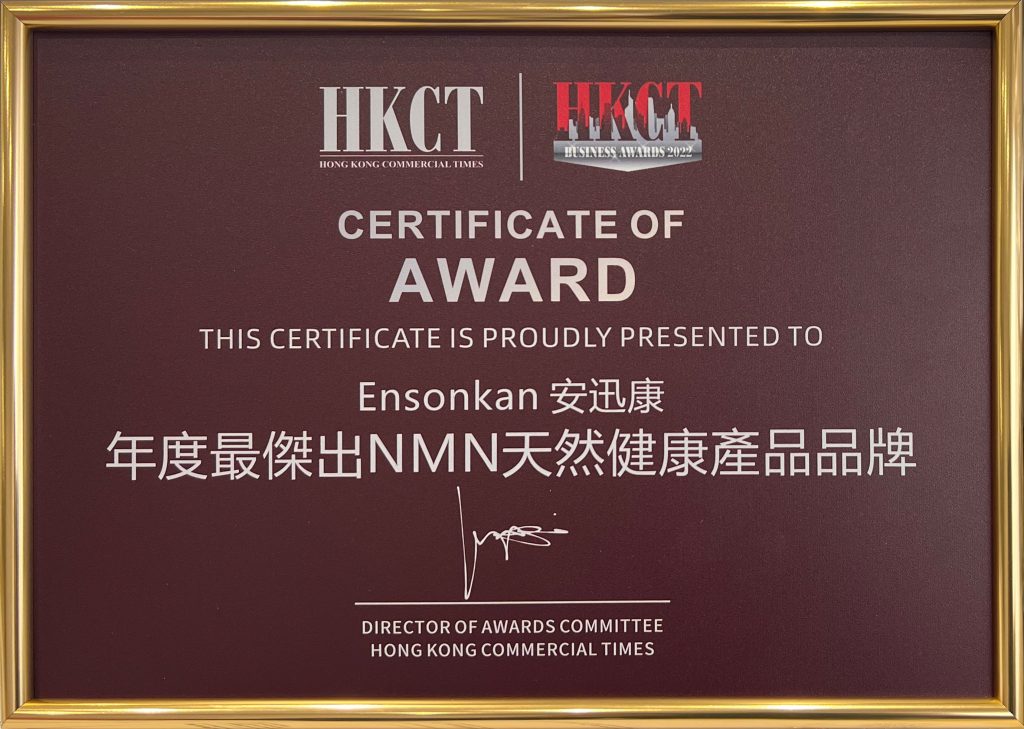 HKCT
HONG KONG COMMERCIAL TIMES
HKCT
BUSINESS AWARDS 2022
CERTIFICATE OF
AWARD
THIS CERTIFICATE IS PROUDLY PRESENTED TO
Ensonkan 安迅康
年度最傑出NMN天然健康產品品牌
DIRECTOR OF AWARDS COMMITTEE
HONG KONG COMMERCIAL TIMES